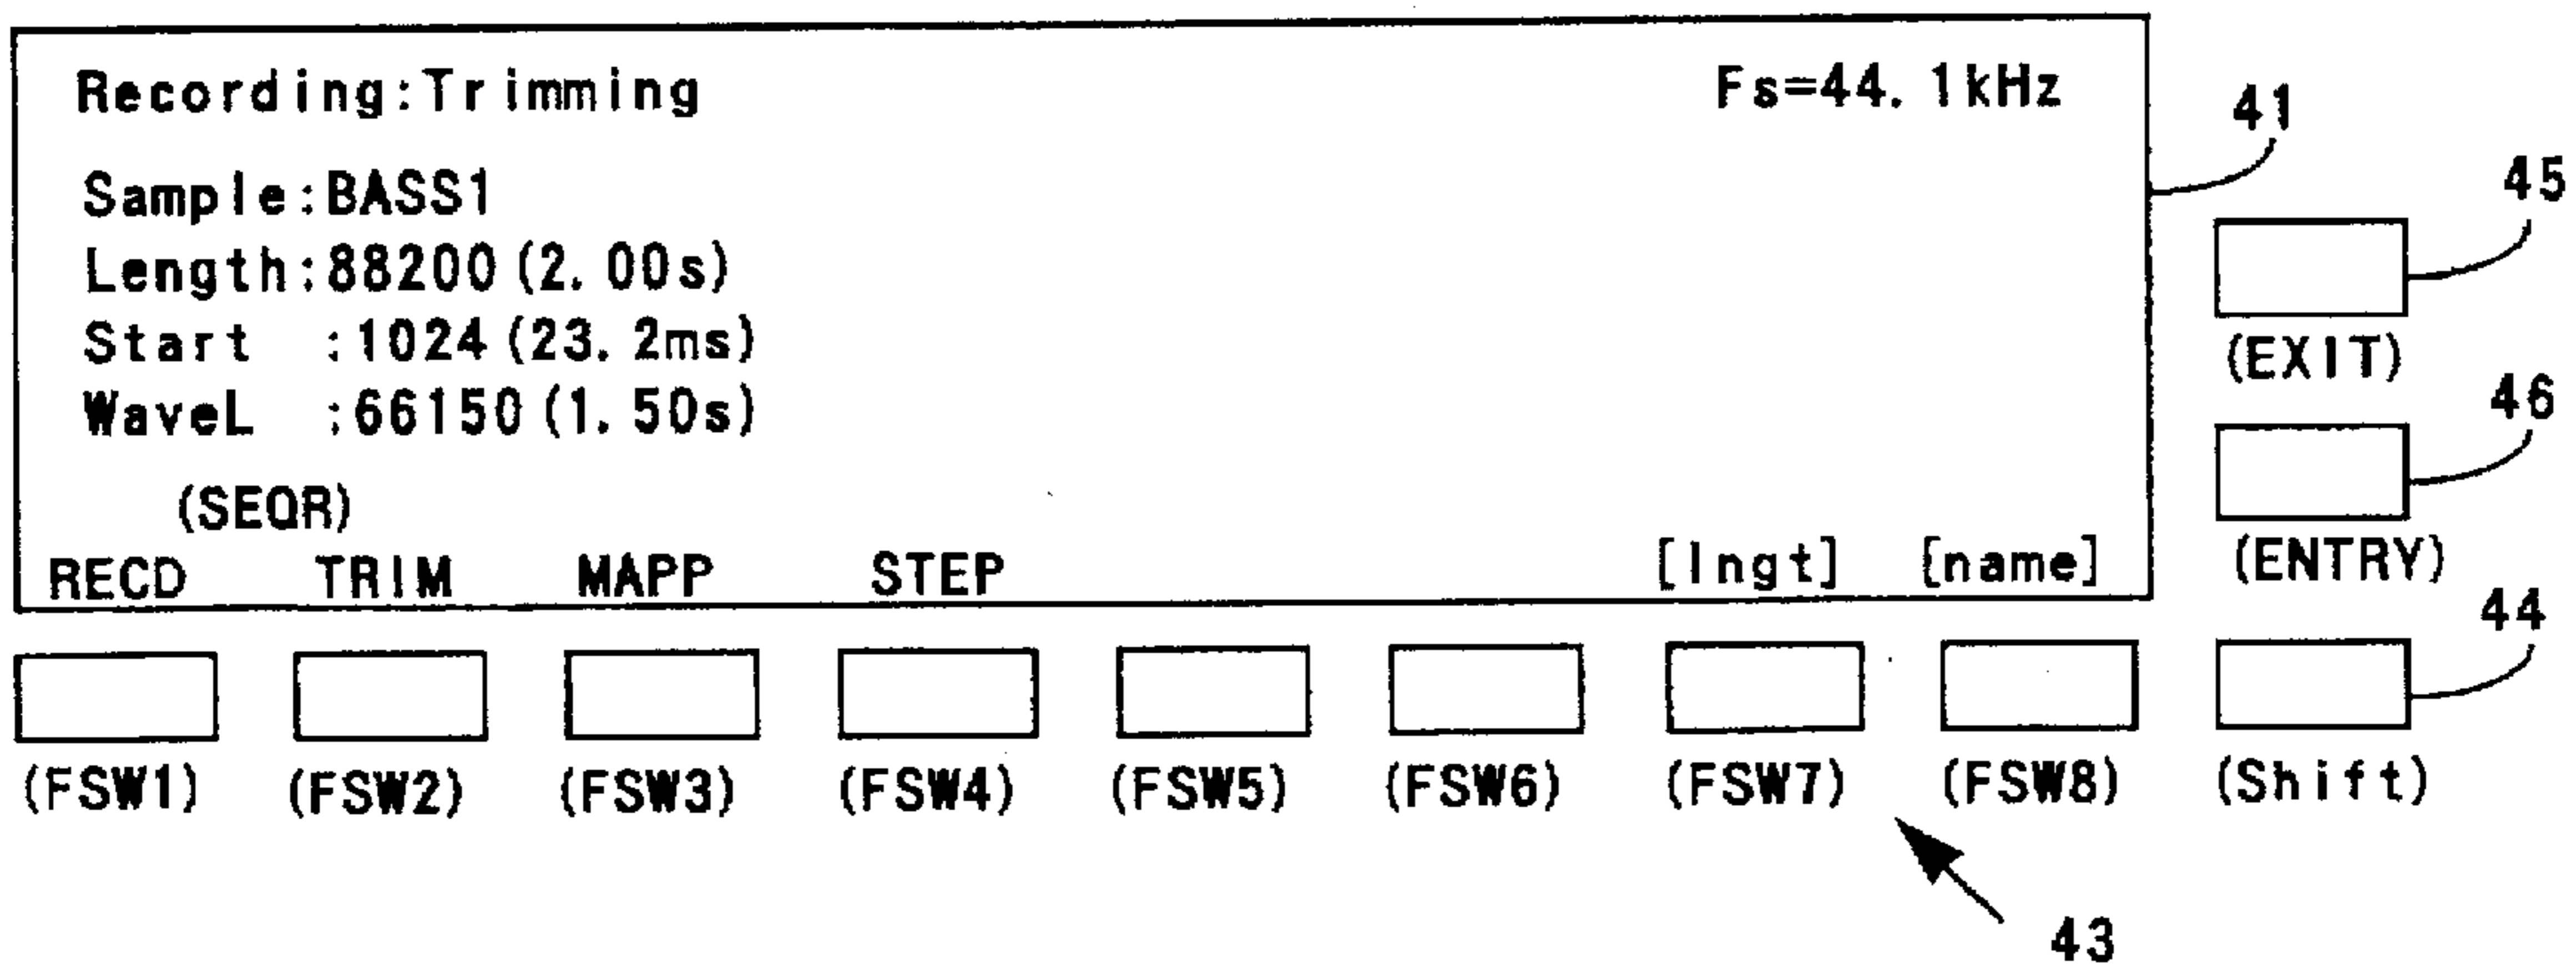 Recording:Trimming Fs=44.1kHz
41
Sample:BASS1
45
Length:88200(2.00s)
Start :1024(23.2ms)
(EXIT)
WaveL :66150(1.50s)
46
(SEQR)
RECD TRIM MAPP STEP [lngt] [name]
(ENTRY)
44
(FSW1) (FSW2) (FSW3) (FSW4) (FSW5) (FSW6) (FSW7) (FSW8) (Shift)
43